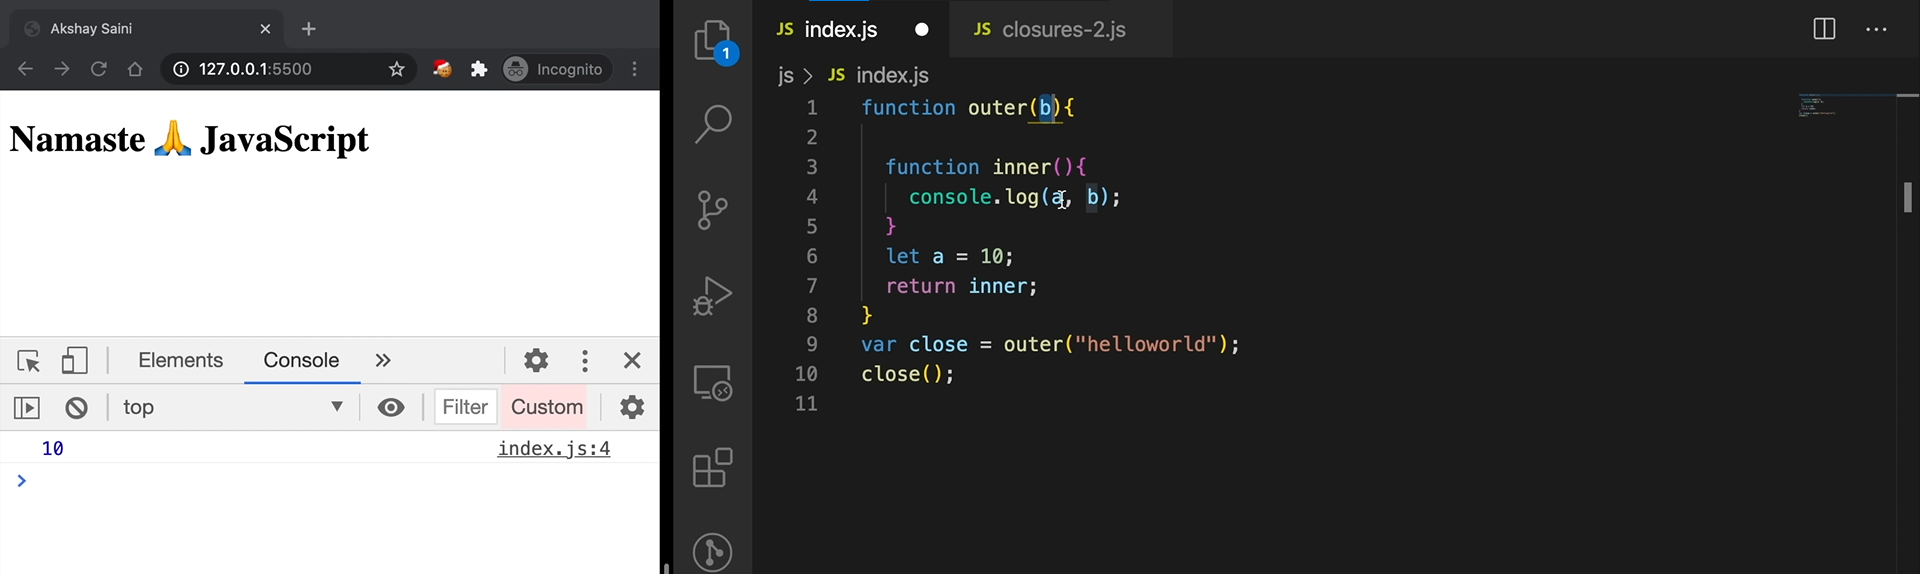 Akshay Saini
127.0.0.1:5500
Incognito
Namaste 🙏 JavaScript
Elements Console
top Filter Custom
10 index.js:4
>
1
JS index.js JS closures-2.js
js > JS index.js
1 function outer(b){
2
3 function inner(){
4 console.log(a, b);
5 }
6 let a = 10;
7 return inner;
8 }
9 var close = outer("helloworld");
10 close();
11